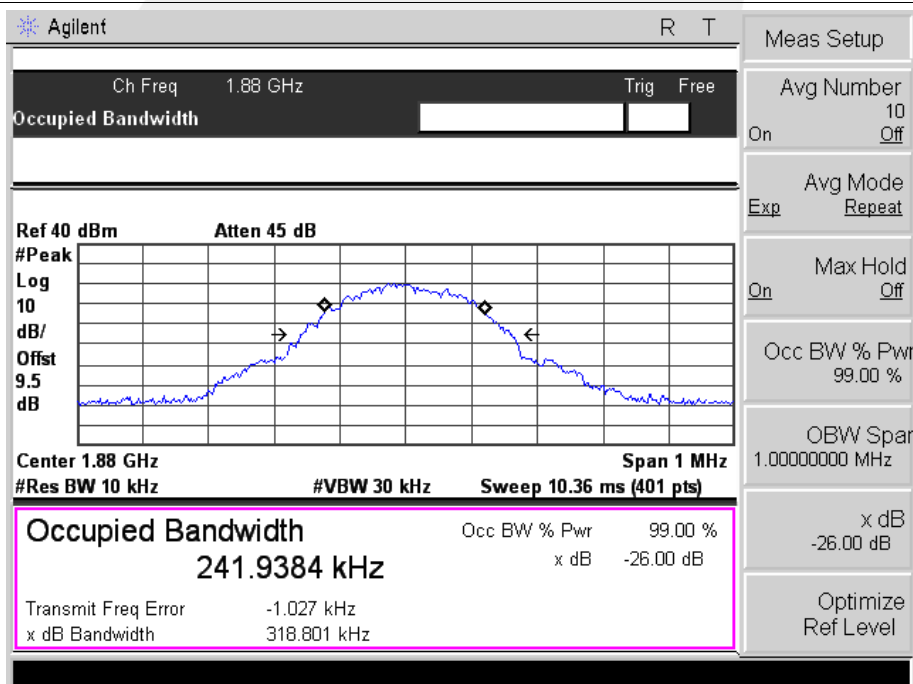 Agilent R T
Ch Freq 1.88 GHz Trig Free
Occupied Bandwidth
Ref 40 dBm Atten 45 dB
#Peak
Log
10
dB/
Offst
9.5
dB
Center 1.88 GHz Span 1 MHz
#Res BW 10 kHz #VBW 30 kHz Sweep 10.36 ms (401 pts)
Occupied Bandwidth
241.9384 kHz
Occ BW % Pwr 99.00 %
x dB -26.00 dB
Transmit Freq Error -1.027 kHz
x dB Bandwidth 318.801 kHz
Meas Setup
Avg Number
10
On Off
Avg Mode
Exp Repeat
Max Hold
On Off
Occ BW % Pwr
99.00 %
OBW Span
1.00000000 MHz
x dB
-26.00 dB
Optimize
Ref Level